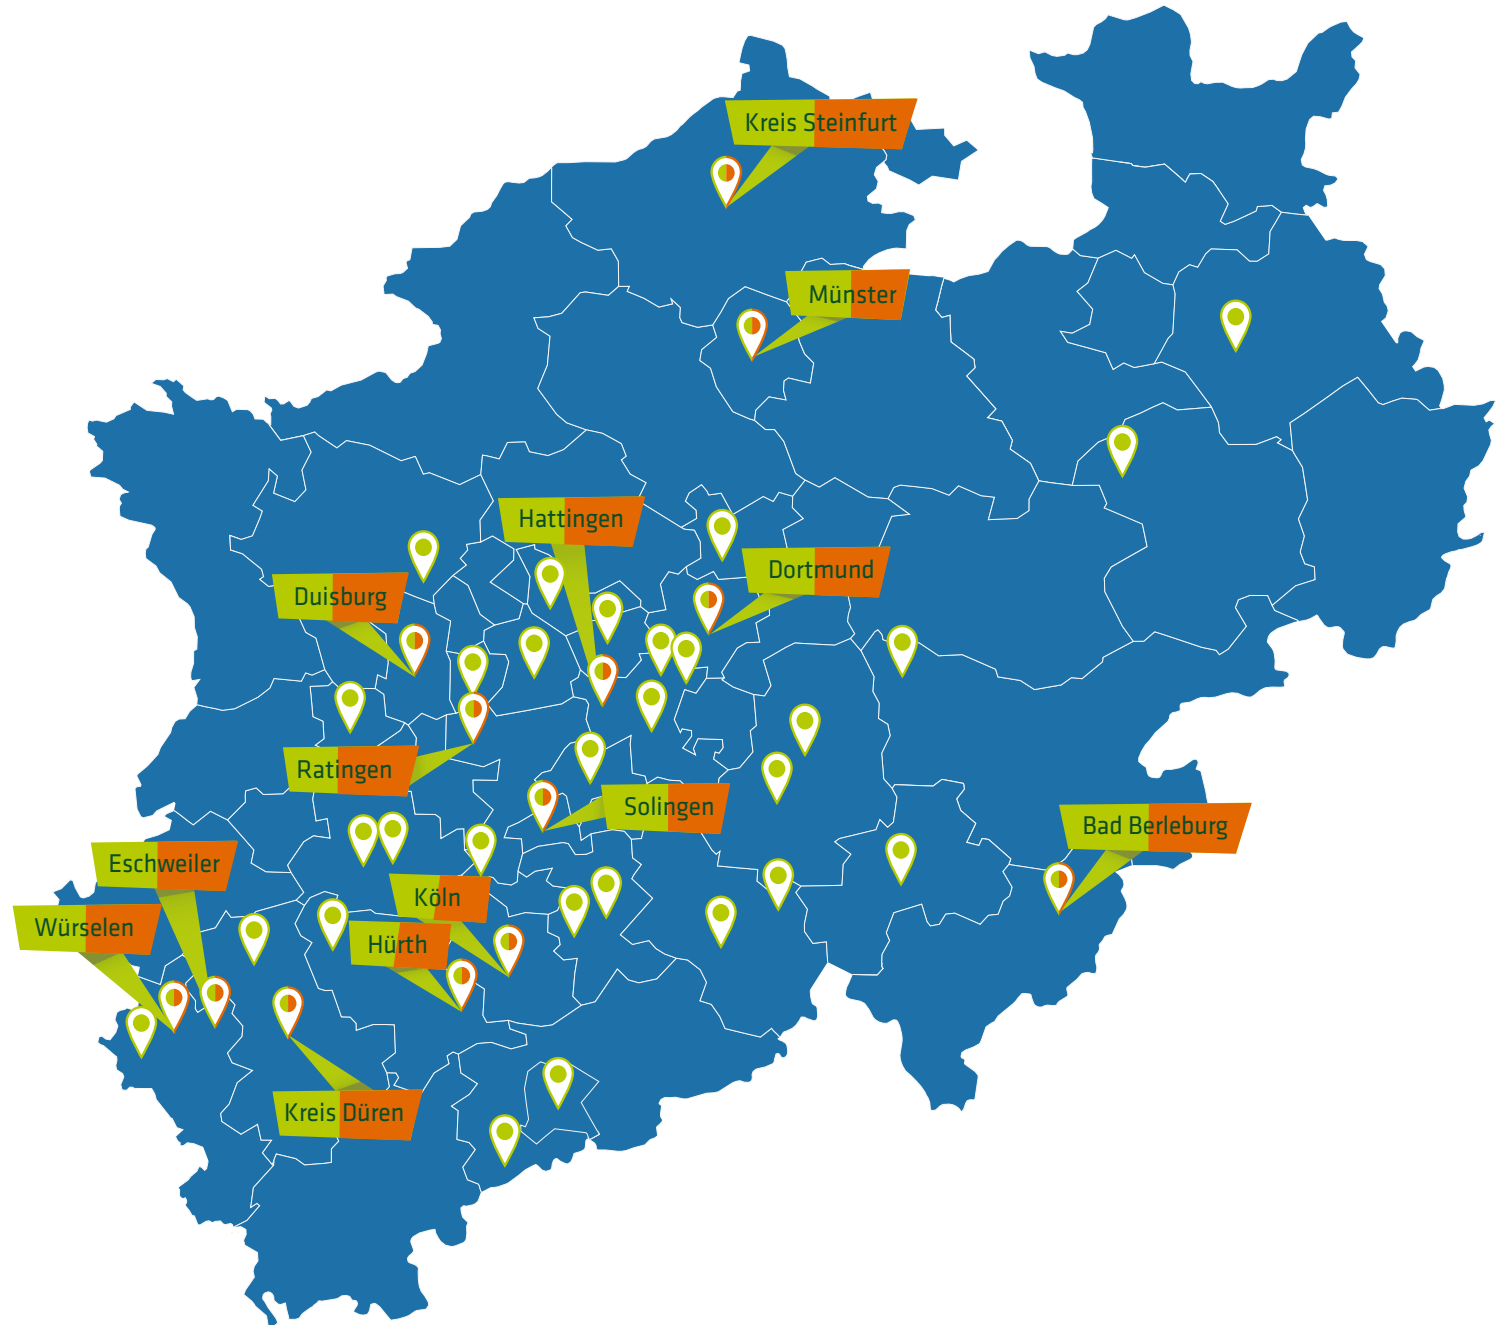 Kreis Steinfurt
Münster
Hattingen
Dortmund
Duisburg
Ratingen
Solingen
Bad Berleburg
Eschweiler
Köln
Würselen
Hürth
Kreis Düren